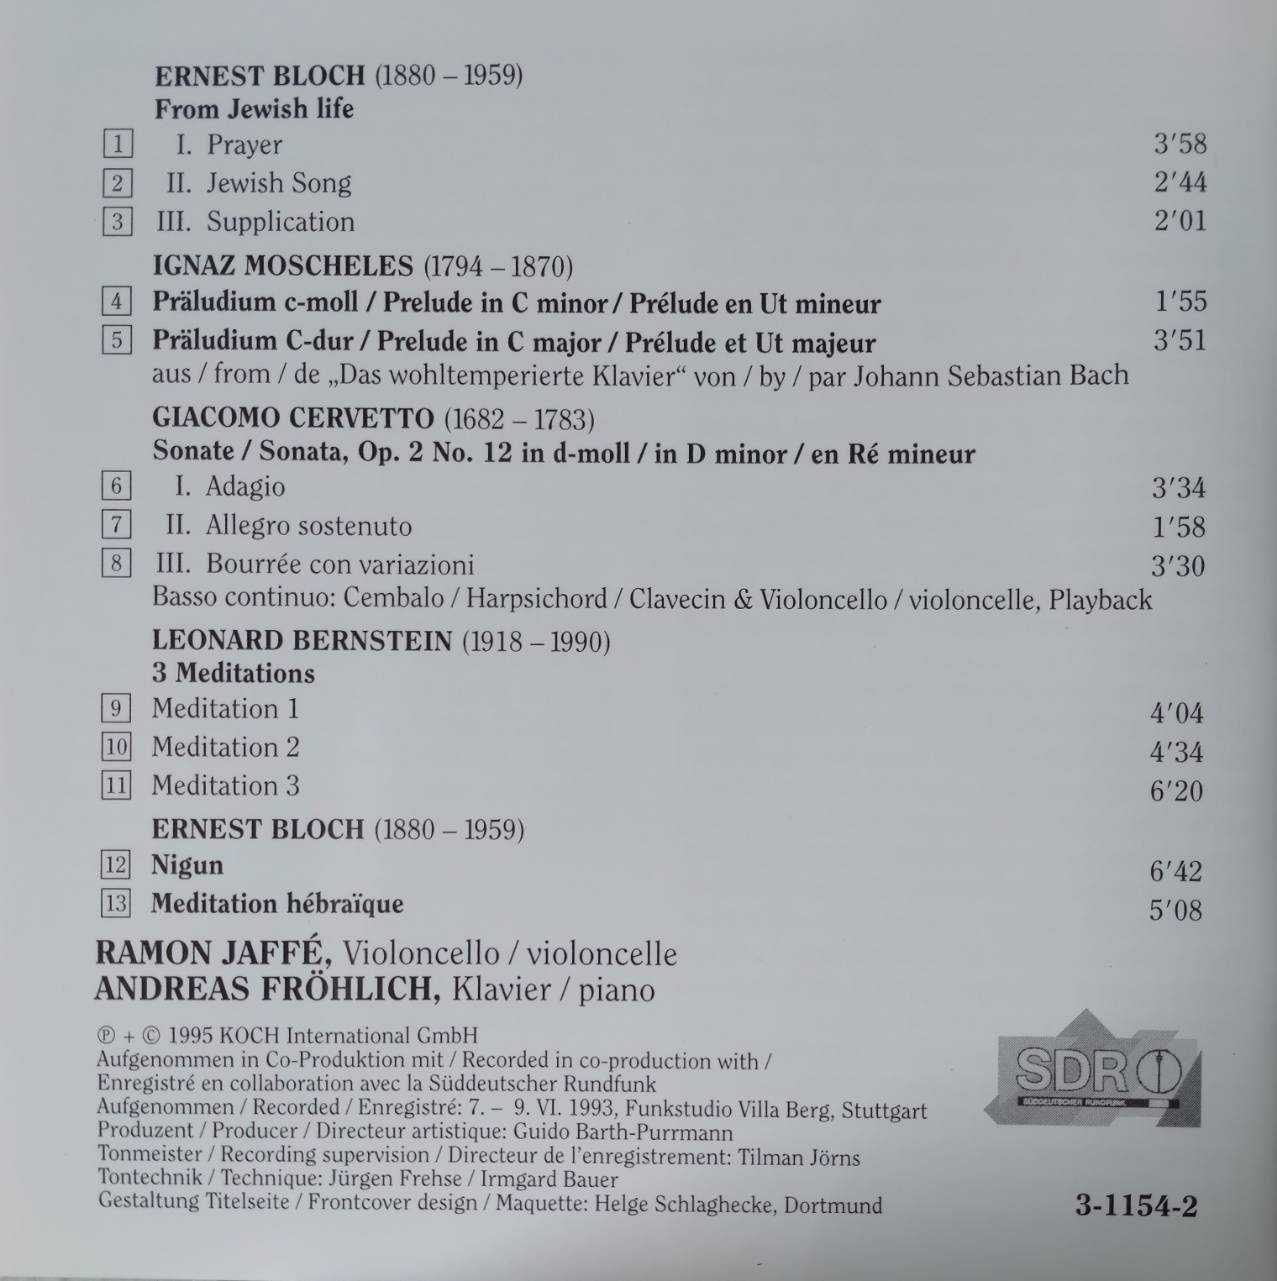 ERNEST BLOCH (1880 – 1959)
From Jewish life
1 I. Prayer 3'58
2 II. Jewish Song 2'44
3 III. Supplication 2'01
IGNAZ MOSCHELES (1794 – 1870)
4 Präludium c-moll / Prelude in C minor / Prélude en Ut mineur 1'55
5 Präludium C-dur / Prelude in C major / Prélude et Ut majeur 3'51
aus / from / de „Das wohltemperierte Klavier“ von / by / par Johann Sebastian Bach
GIACOMO CERVETTO (1682 – 1783)
Sonate / Sonata, Op. 2 No. 12 in d-moll / in D minor / en Ré mineur
6 I. Adagio 3'34
7 II. Allegro sostenuto 1'58
8 III. Bourrée con variazioni 3'30
Basso continuo: Cembalo / Harpsichord / Clavecin & Violoncello / violoncelle, Playback
LEONARD BERNSTEIN (1918 – 1990)
3 Meditations
9 Meditation 1 4'04
10 Meditation 2 4'34
11 Meditation 3 6'20
ERNEST BLOCH (1880 – 1959)
12 Nigun 6'42
13 Meditation hébraïque 5'08
RAMON JAFFÉ, Violoncello / violoncelle
ANDREAS FRÖHLICH, Klavier / piano
℗ + © 1995 KOCH International GmbH
Aufgenommen in Co-Produktion mit / Recorded in co-production with /
Enregistré en collaboration avec la Süddeutscher Rundfunk
Aufgenommen / Recorded / Enregistré: 7. – 9. VI. 1993, Funkstudio Villa Berg, Stuttgart
Produzent / Producer / Directeur artistique: Guido Barth-Purrmann
Tonmeister / Recording supervision / Directeur de l'enregistrement: Tilman Jörns
Tontechnik / Technique: Jürgen Frehse / Irmgard Bauer
Gestaltung Titelseite / Frontcover design / Maquette: Helge Schlaghecke, Dortmund
SDR
SÜDDEUTSCHER RUNDFUNK
3-1154-2